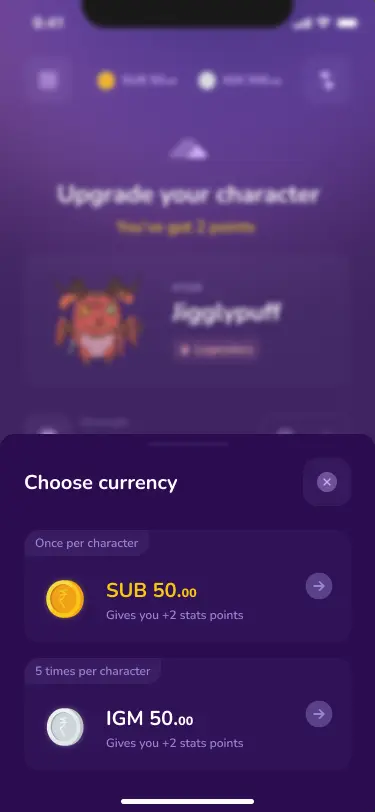 9:41
Upgrade your character
You've got 2 points
Jigglypuff
Choose currency
Once per character
SUB 50.00
Gives you +2 stats points
5 times per character
IGM 50.00
Gives you +2 stats points